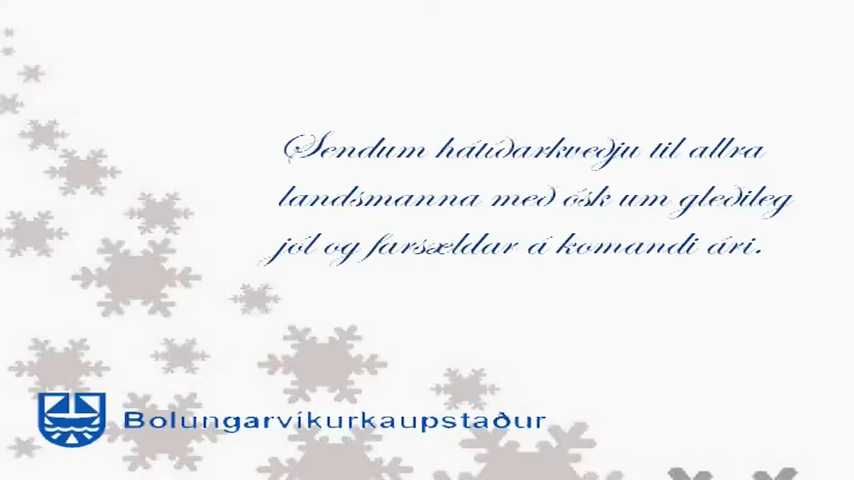 Sendum hátíðarkveðju til allra
landsmanna með ósk um gleðileg
jól og farsældar á komandi ári.
Bolungarvíkurkaupstaður